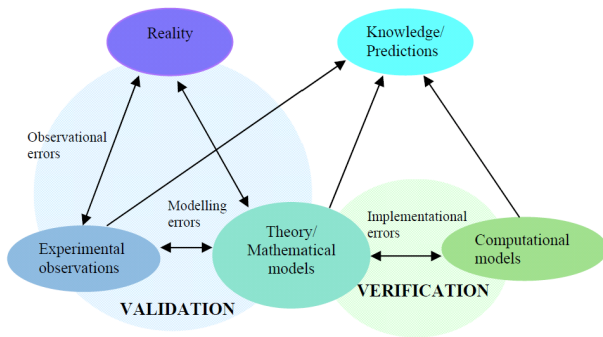 Reality
Knowledge/
Predictions
Observational
errors
Modelling
errors
Implementational
errors
Experimental
observations
Theory/
Mathematical
models
Computational
models
VALIDATION
VERIFICATION